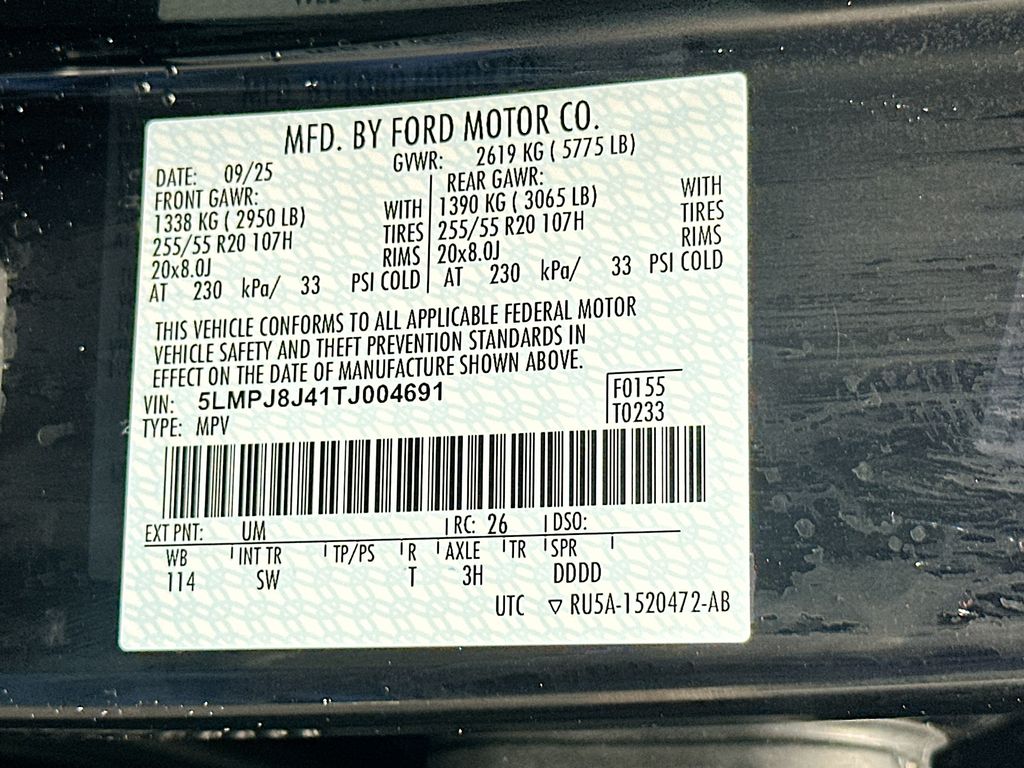 MFD. BY FORD MOTOR CO.
DATE: 09/25 GVWR: 2619 KG ( 5775 LB)
FRONT GAWR: REAR GAWR:
1338 KG ( 2950 LB) WITH 1390 KG ( 3065 LB) WITH
255/55 R20 107H TIRES 255/55 R20 107H TIRES
20x8.0J RIMS 20x8.0J RIMS
AT 230 kPa/ 33 PSI COLD AT 230 kPa/ 33 PSI COLD
THIS VEHICLE CONFORMS TO ALL APPLICABLE FEDERAL MOTOR
VEHICLE SAFETY AND THEFT PREVENTION STANDARDS IN
EFFECT ON THE DATE OF MANUFACTURE SHOWN ABOVE.
VIN: 5LMPJ8J41TJ004691 F0155
TYPE: MPV T0233
EXT PNT: UM RC: 26 DSO:
WB INT TR TP/PS R AXLE TR SPR
114 SW T 3H DDDD
UTC ▽ RU5A-1520472-AB